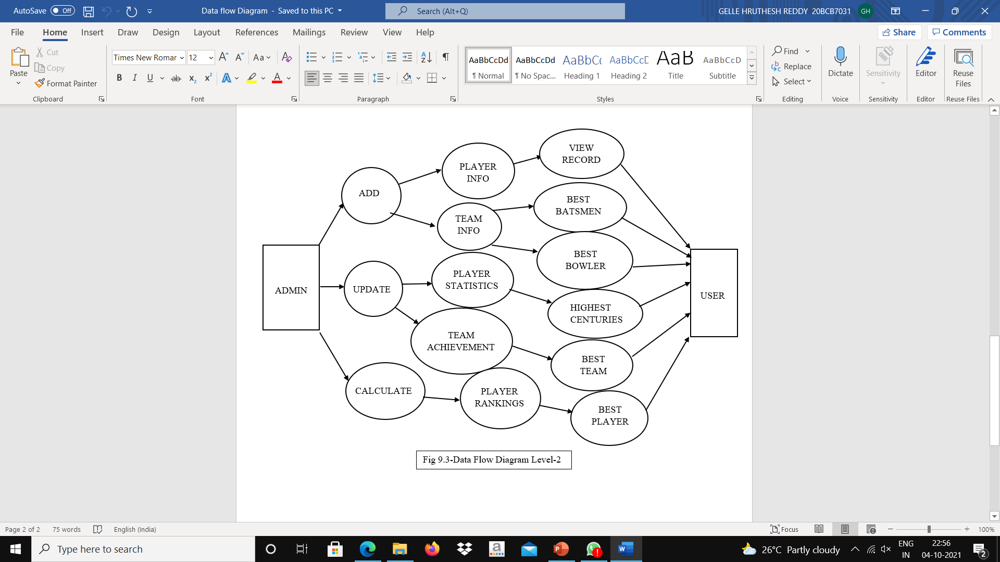 AutoSave Off Data flow Diagram - Saved to this PC Search (Alt+Q) GELLE HRUTHESH REDDY 20BCB7031 GH
File Home Insert Draw Design Layout References Mailings Review View Help Share Comments
Paste
Cut
Copy
Format Painter
Clipboard
Times New Romar 12
Font
Paragraph
AaBbCcDd AaBbCcDd AaBbCc AaBbCcD AaB AaBbCcD
¶ Normal ¶ No Spac... Heading 1 Heading 2 Title Subtitle
Styles
Find
Replace
Select
Editing
Dictate
Voice
Sensitivity
Sensitivity
Editor
Editor
Reuse
Files
Reuse Files
VIEW
RECORD
PLAYER
INFO
ADD
BEST
BATSMEN
TEAM
INFO
BEST
BOWLER
PLAYER
STATISTICS
ADMIN
UPDATE
USER
HIGHEST
CENTURIES
TEAM
ACHIEVEMENT
BEST
TEAM
CALCULATE
PLAYER
RANKINGS
BEST
PLAYER
Fig 9.3-Data Flow Diagram Level-2
Page 2 of 2 75 words English (India) Focus 100%
Type here to search
26°C Partly cloudy
ENG
IN
22:56
04-10-2021
2